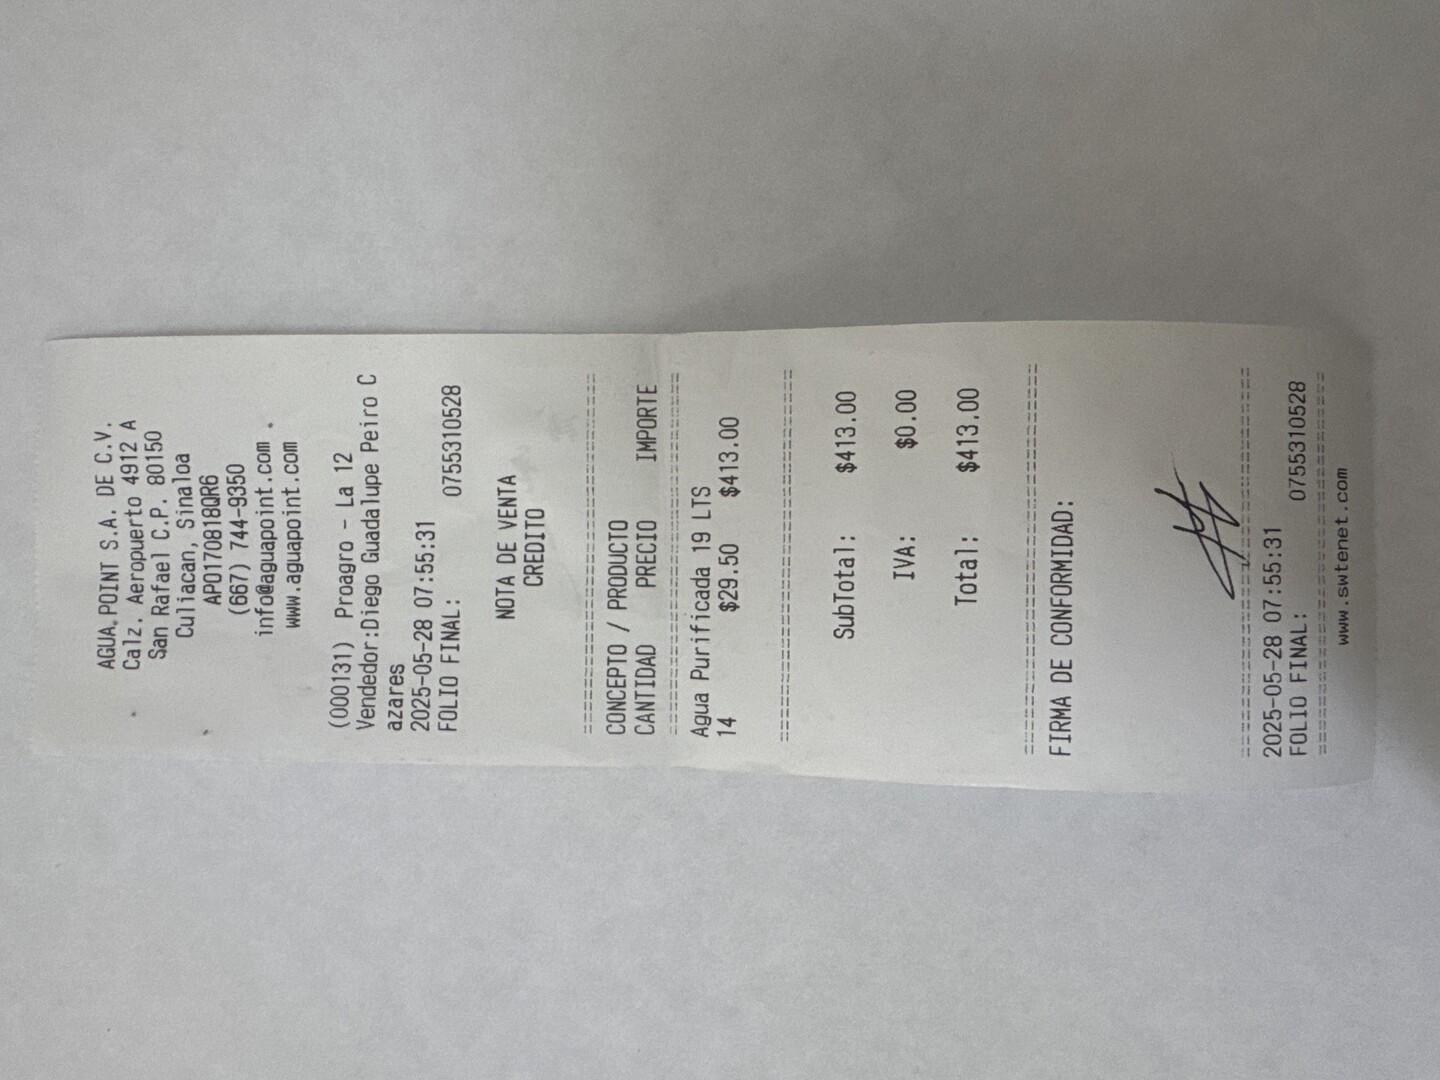 AGUA POINT S.A. DE C.V.
Calz. Aeropuerto 4912 A
San Rafael C.P. 80150
Culiacan, Sinaloa
APO170818QR6
(667) 744-9350
info@aguapoint.com
www.aguapoint.com
(000131) Proagro - La 12
Vendedor:Diego Guadalupe Peiro C
azares
2025-05-28 07:55:31
FOLIO FINAL: 0755310528
NOTA DE VENTA
CREDITO
================================
CONCEPTO / PRODUCTO
CANTIDAD PRECIO IMPORTE
================================
Agua Purificada 19 LTS
14 $29.50 $413.00
================================
SubTotal: $413.00
IVA: $0.00
Total: $413.00
================================
FIRMA DE CONFORMIDAD:
================================
2025-05-28 07:55:31
FOLIO FINAL: 0755310528
================================
www.swtenet.com